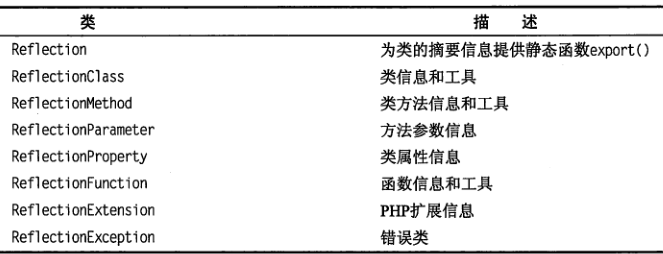 类 描 述
Reflection 为类的摘要信息提供静态函数export()
ReflectionClass 类信息和工具
ReflectionMethod 类方法信息和工具
ReflectionParameter 方法参数信息
ReflectionProperty 类属性信息
ReflectionFunction 函数信息和工具
ReflectionExtension PHP扩展信息
ReflectionException 错误类